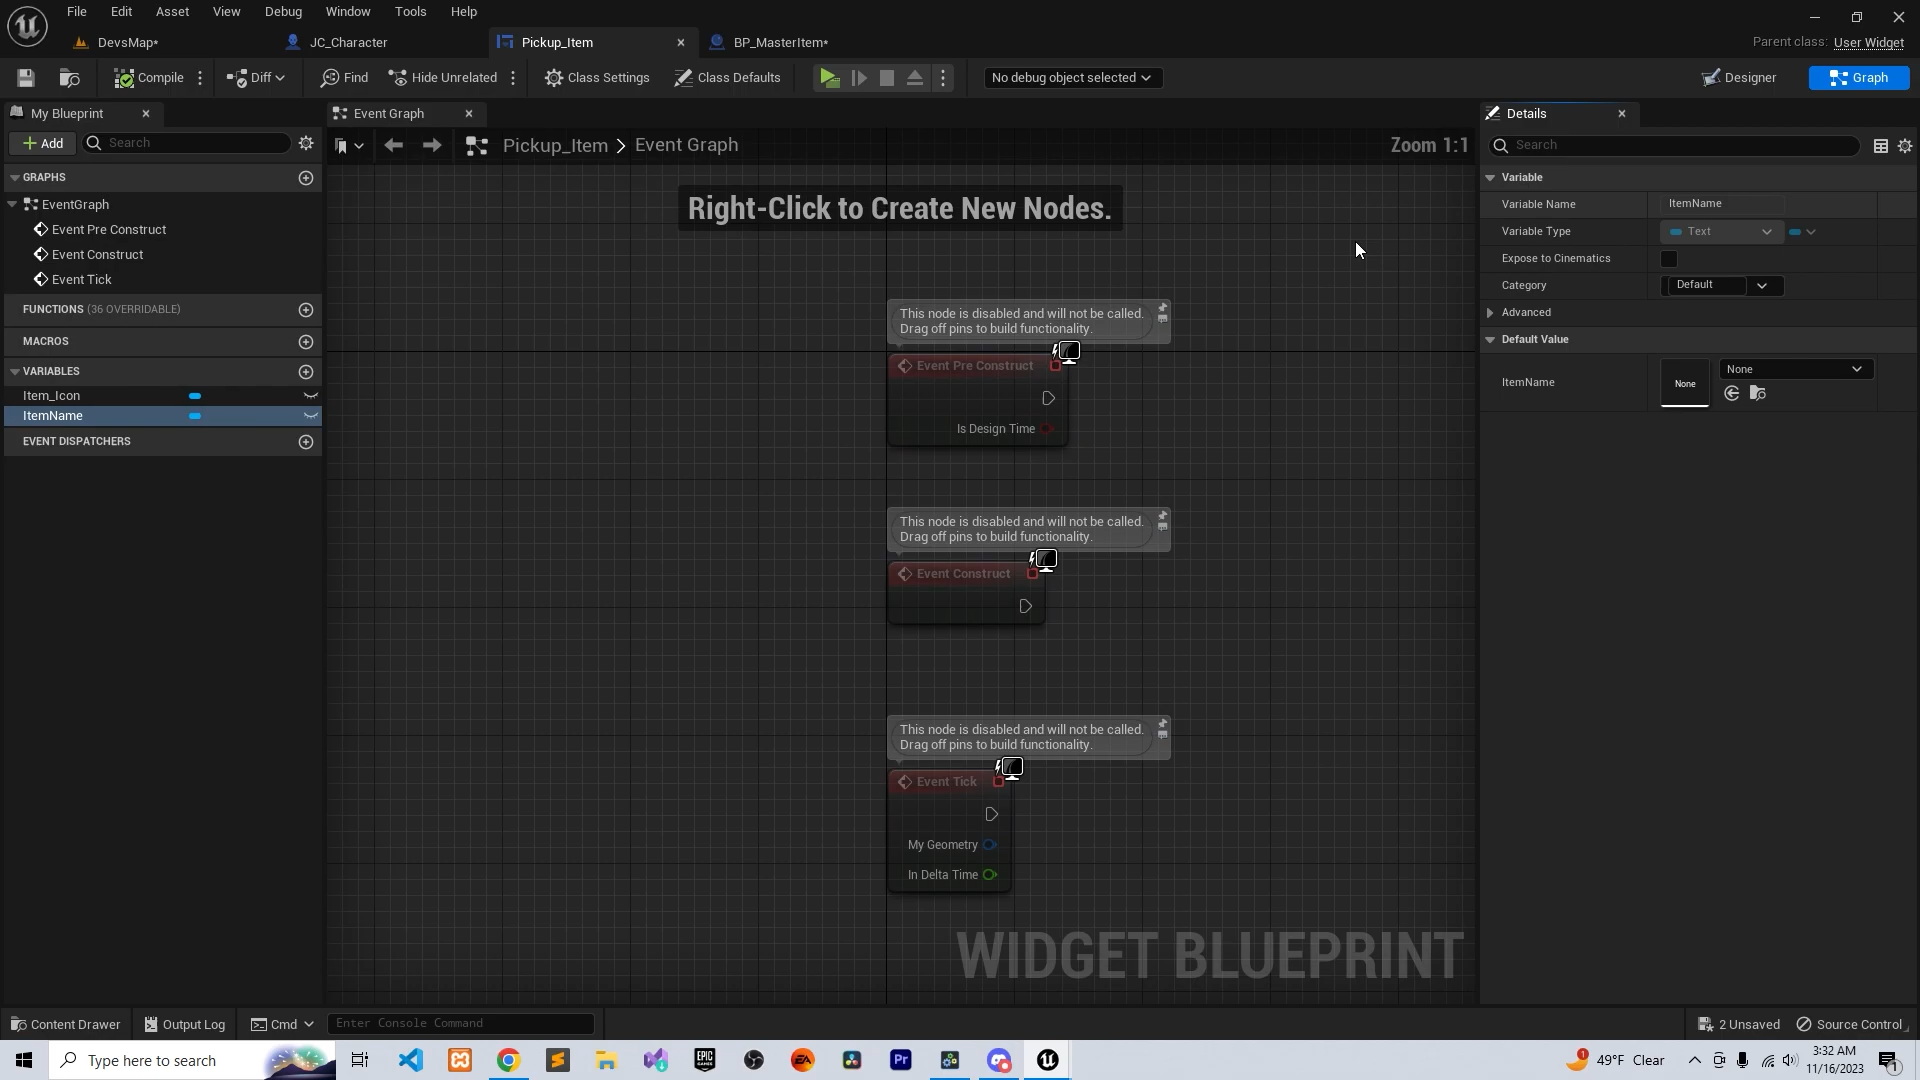 File Edit Asset View Debug Window Tools Help
DevsMap* JC_Character Pickup_Item BP_MasterItem* Parent class: User Widget
Compile Diff Find Hide Unrelated Class Settings Class Defaults No debug object selected Designer Graph
My Blueprint Event Graph Details
Add Search Pickup_Item > Event Graph Zoom 1:1 Search
GRAPHS
EventGraph
Event Pre Construct
Event Construct
Event Tick
FUNCTIONS (36 OVERRIDABLE)
MACROS
VARIABLES
Item_Icon
ItemName
EVENT DISPATCHERS
Right-Click to Create New Nodes.
This node is disabled and will not be called.
Drag off pins to build functionality.
Event Pre Construct
Is Design Time
This node is disabled and will not be called.
Drag off pins to build functionality.
Event Construct
This node is disabled and will not be called.
Drag off pins to build functionality.
Event Tick
My Geometry
In Delta Time
WIDGET BLUEPRINT
Variable
Variable Name ItemName
Variable Type Text
Expose to Cinematics
Category Default
Advanced
Default Value
ItemName None None
Content Drawer Output Log Cmd Enter Console Command 2 Unsaved Source Control
Type here to search EPIC GAMES EA Pr 1 49°F Clear 3:32 AM
11/16/2023 1